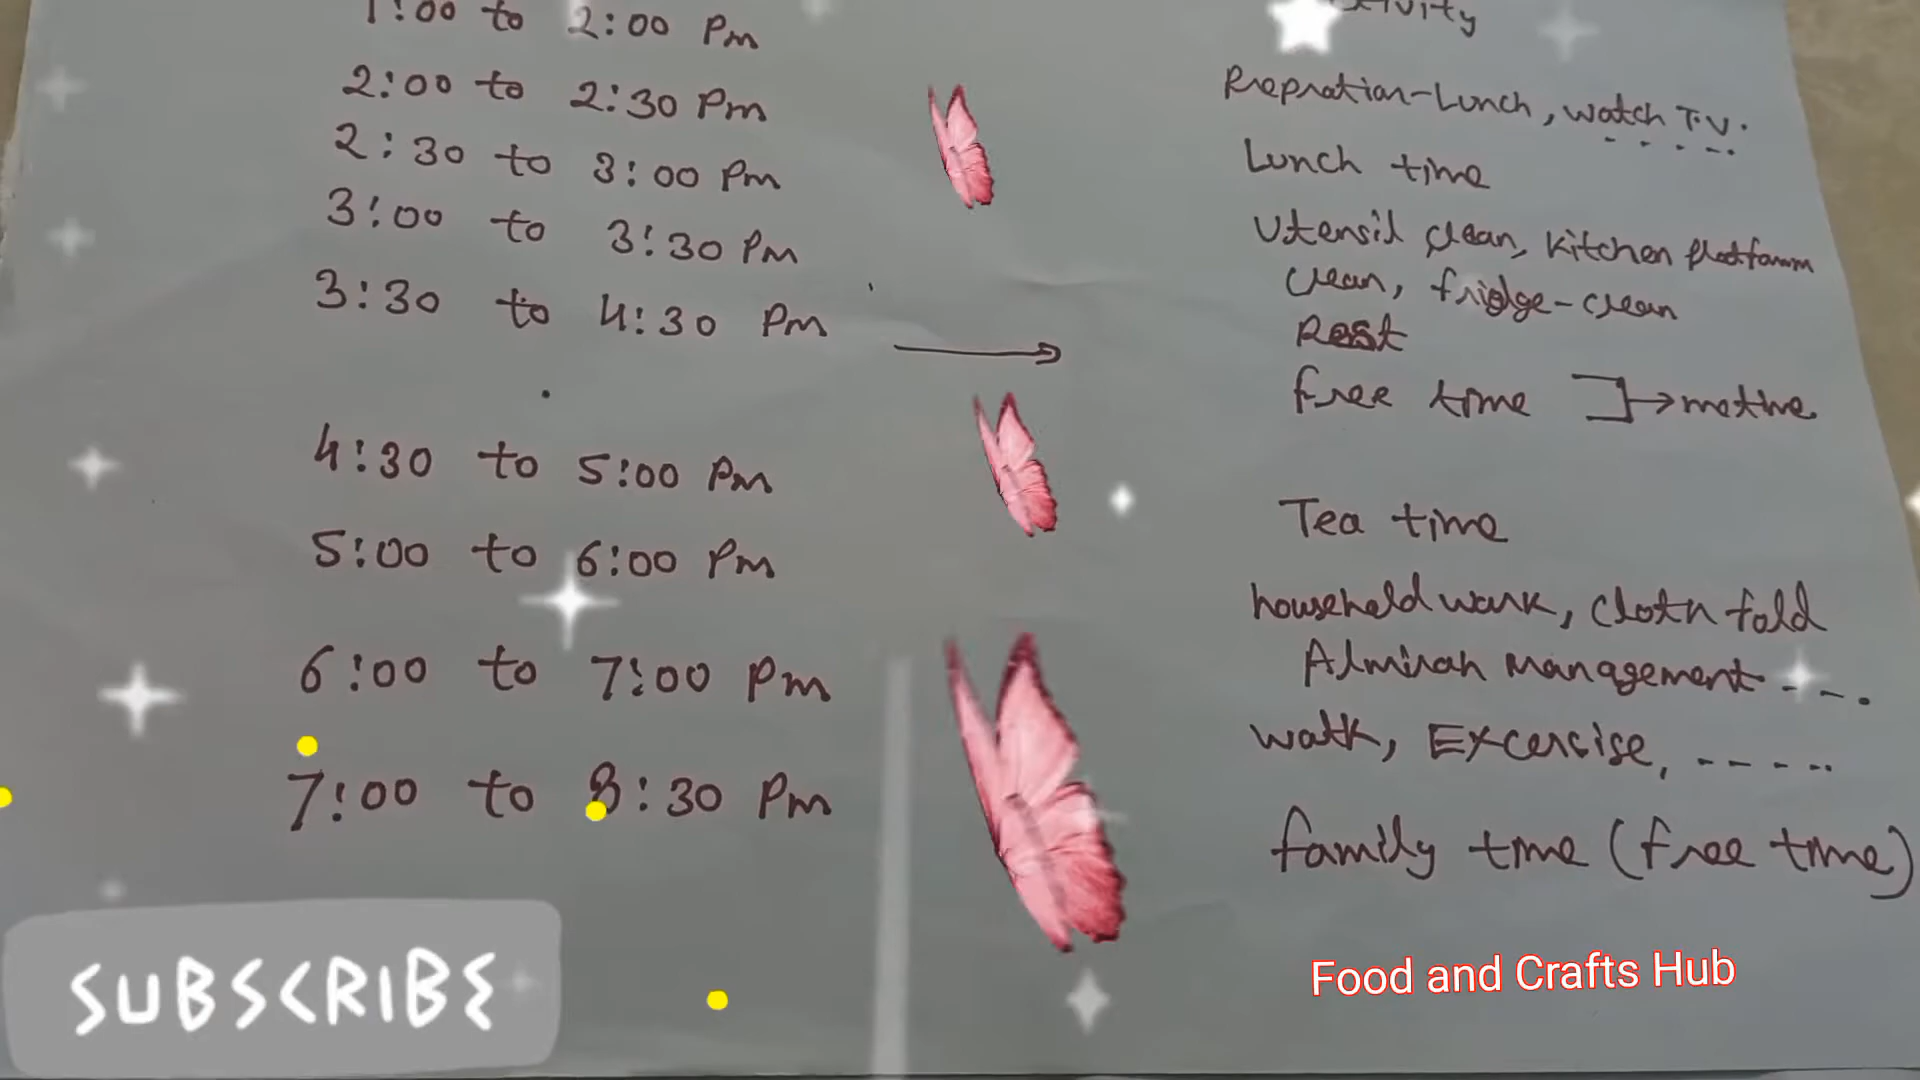 1:00 to 2:00 Pm
2:00 to 2:30 Pm
Prepration-Lunch, watch T.V.
2:30 to 3:00 Pm
Lunch time
3:00 to 3:30 Pm
Utensil clean, Kitchen platform
clean, fridge-clean
3:30 to 4:30 Pm
Rest
free time
4:30 to 5:00 Pm
Tea time
5:00 to 6:00 Pm
household work, cloth fold
Almirah management - - .
6:00 to 7:00 Pm
walk, Excercise, - - - - -
7:00 to 8:30 Pm
family time (free time)
SUBSCRIBE
Food and Crafts Hub